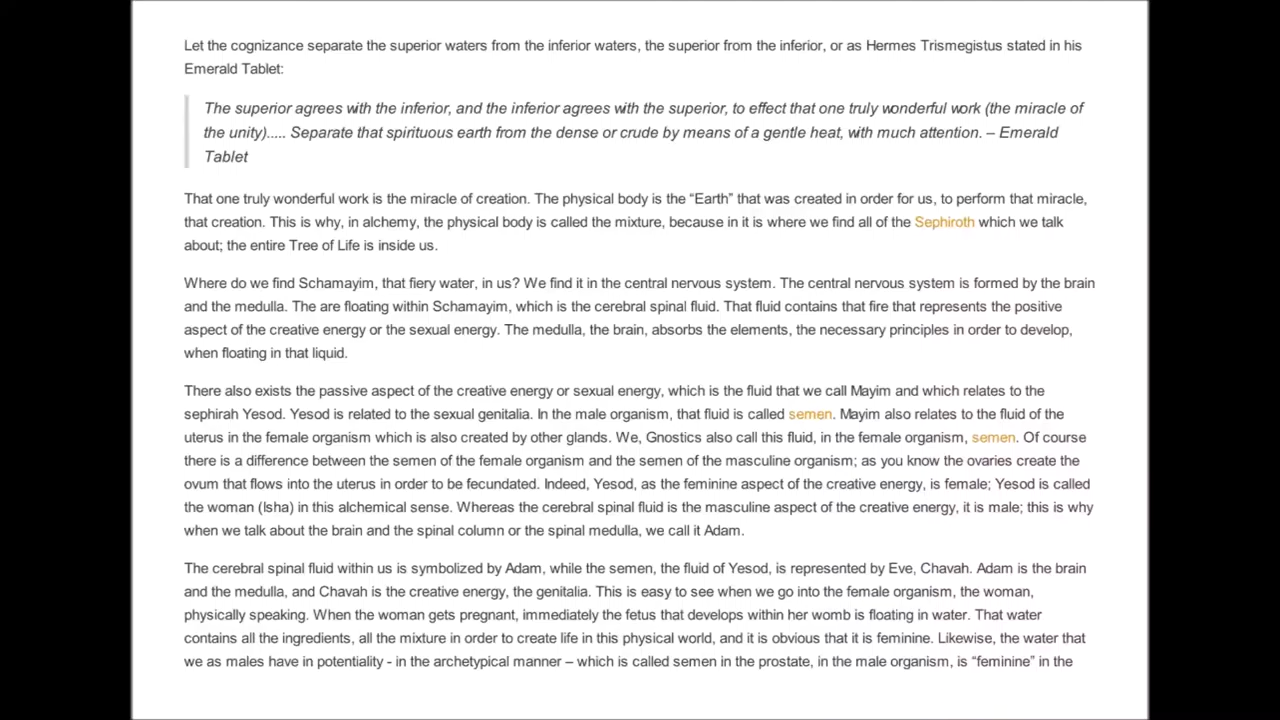 Let the cognizance separate the superior waters from the inferior waters, the superior from the inferior, or as Hermes Trismegistus stated in his
Emerald Tablet:
The superior agrees with the inferior, and the inferior agrees with the superior, to effect that one truly wonderful work (the miracle of
the unity)..... Separate that spirituous earth from the dense or crude by means of a gentle heat, with much attention. – Emerald
Tablet
That one truly wonderful work is the miracle of creation. The physical body is the “Earth” that was created in order for us, to perform that miracle,
that creation. This is why, in alchemy, the physical body is called the mixture, because in it is where we find all of the Sephiroth which we talk
about; the entire Tree of Life is inside us.
Where do we find Schamayim, that fiery water, in us? We find it in the central nervous system. The central nervous system is formed by the brain
and the medulla. The are floating within Schamayim, which is the cerebral spinal fluid. That fluid contains that fire that represents the positive
aspect of the creative energy or the sexual energy. The medulla, the brain, absorbs the elements, the necessary principles in order to develop,
when floating in that liquid.
There also exists the passive aspect of the creative energy or sexual energy, which is the fluid that we call Mayim and which relates to the
sephirah Yesod. Yesod is related to the sexual genitalia. In the male organism, that fluid is called semen. Mayim also relates to the fluid of the
uterus in the female organism which is also created by other glands. We, Gnostics also call this fluid, in the female organism, semen. Of course
there is a difference between the semen of the female organism and the semen of the masculine organism; as you know the ovaries create the
ovum that flows into the uterus in order to be fecundated. Indeed, Yesod, as the feminine aspect of the creative energy, is female; Yesod is called
the woman (Isha) in this alchemical sense. Whereas the cerebral spinal fluid is the masculine aspect of the creative energy, it is male; this is why
when we talk about the brain and the spinal column or the spinal medulla, we call it Adam.
The cerebral spinal fluid within us is symbolized by Adam, while the semen, the fluid of Yesod, is represented by Eve, Chavah. Adam is the brain
and the medulla, and Chavah is the creative energy, the genitalia. This is easy to see when we go into the female organism, the woman,
physically speaking. When the woman gets pregnant, immediately the fetus that develops within her womb is floating in water. That water
contains all the ingredients, all the mixture in order to create life in this physical world, and it is obvious that it is feminine. Likewise, the water that
we as males have in potentiality - in the archetypical manner – which is called semen in the prostate, in the male organism, is “feminine” in the